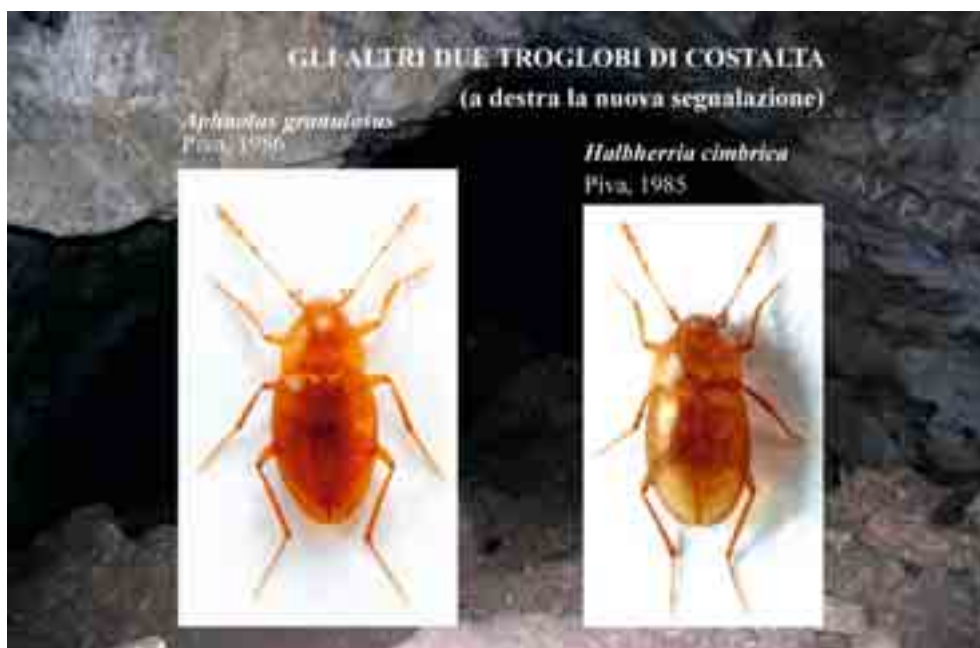 GLI ALTRI DUE TROGLOBI DI COSTALTA
(a destra la nuova segnalazione)
Aphaotus granulosus
Piva, 1986
Halbherria cimbrica
Piva, 1985